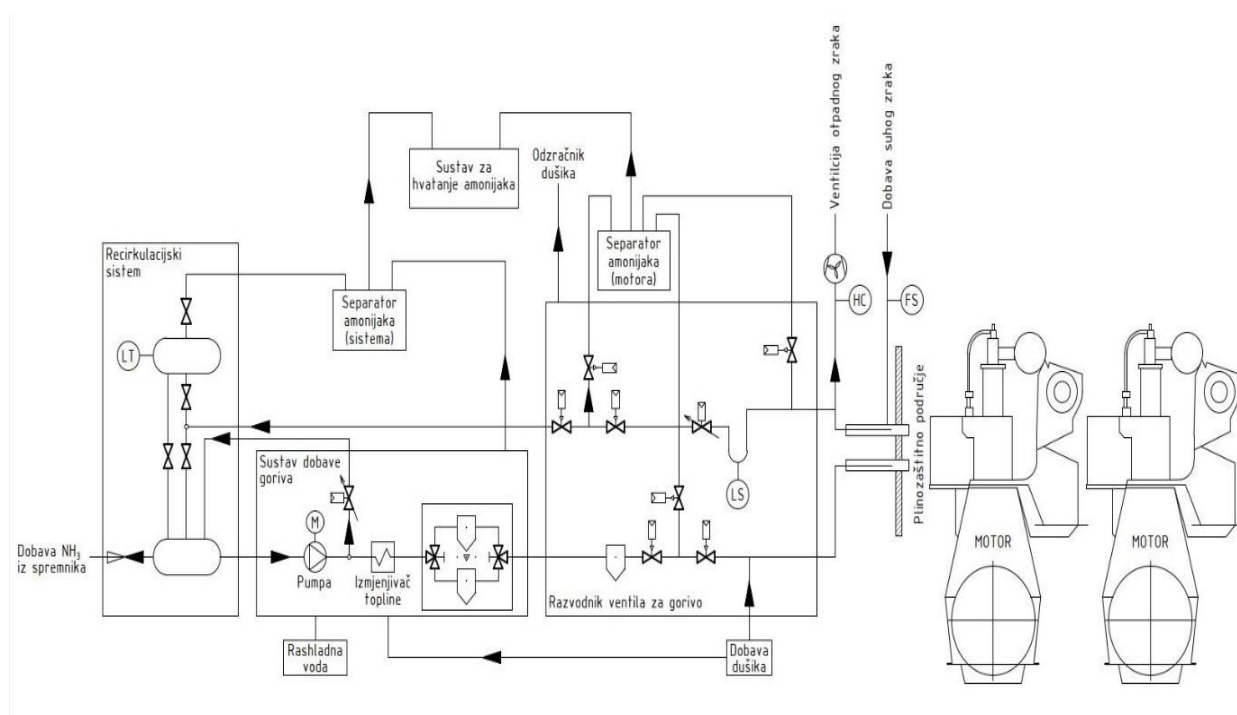 Ventilcija otpadnog zraka
Dobava suhog zraka
Sustav za
hvatanje amonijaka
Odzračnik
dušika
Recirkulacijski
sistem
Separator
amonijaka
(sistema)
Separator
amonijaka
(motora)
HC
FS
LT
Plinozaštitno područje
Sustav dobave
goriva
LS
M
Dobava NH₃
iz spremnika
Pumpa
Izmjenjivač
topline
Razvodnik ventila za gorivo
MOTOR
MOTOR
Rashladna
voda
Dobava
dušika